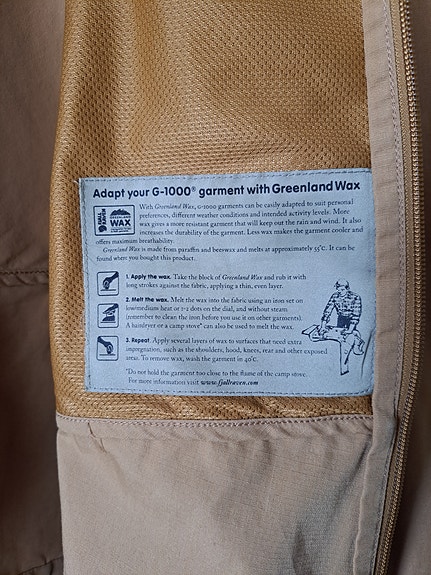 Adapt your G-1000® garment with Greenland Wax
FJÄLL RÄVEN
GREENLAND WAX
With Greenland Wax, G-1000 garments can be easily adapted to suit personal
preferences, different weather conditions and intended activity levels. More
wax gives a more resistant garment that will keep out the rain and wind. It also
increases the durability of the garment. Less wax makes the garment cooler and
offers maximum breathability.
Greenland Wax is made from paraffin and beeswax and melts at approximately 55°C. It can be
found when you bought this product.
1. Apply the wax. Take the block of Greenland Wax and rub it with
long strokes against the fabric, applying a thin, even layer.
2. Melt the wax. Melt the wax into the fabric using an iron set on
low/medium heat or 1-2 dots on the dial, and without steam
(remember to clean the iron before you use it on other garments).
A hairdryer or a camp stove* can also be used to melt the wax.
3. Repeat. Apply several layers of wax to surfaces that need extra
impregnation, such as the shoulders, hood, knees, rear and other exposed
areas. To remove wax, wash the garment in 40°C.
*Do not hold the garment too close to the flame of the camp stove.
For more information visit www.fjallraven.com